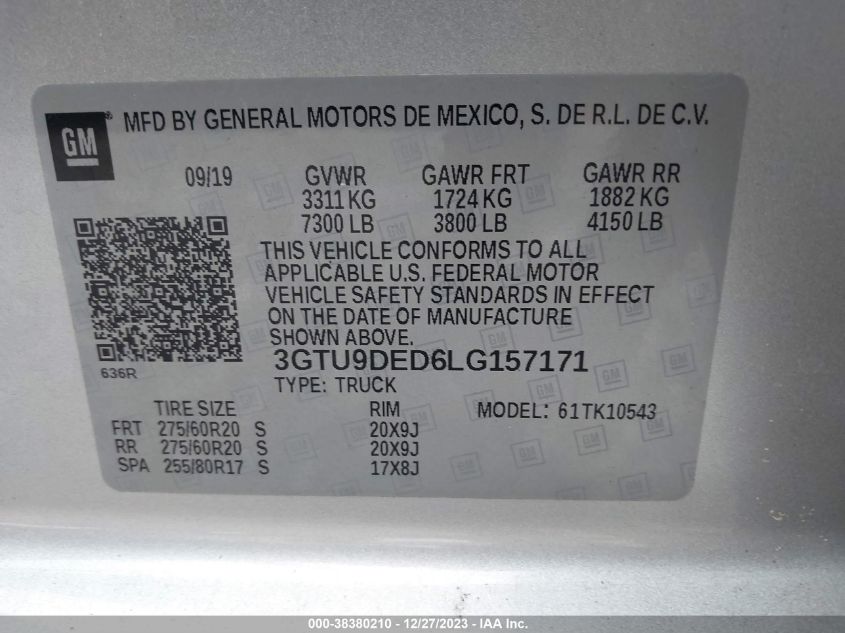 GM® MFD BY GENERAL MOTORS DE MEXICO, S. DE R.L. DE C.V.
09/19 GVWR GAWR FRT GAWR RR
3311 KG 1724 KG 1882 KG
7300 LB 3800 LB 4150 LB
THIS VEHICLE CONFORMS TO ALL
APPLICABLE U.S. FEDERAL MOTOR
VEHICLE SAFETY STANDARDS IN EFFECT
ON THE DATE OF MANUFACTURE
SHOWN ABOVE.
3GTU9DED6LG157171
636R
TYPE: TRUCK
TIRE SIZE RIM MODEL: 61TK10543
FRT 275/60R20 S 20X9J
RR 275/60R20 S 20X9J
SPA 255/80R17 S 17X8J
000-38380210 - 12/27/2023 - IAA Inc.